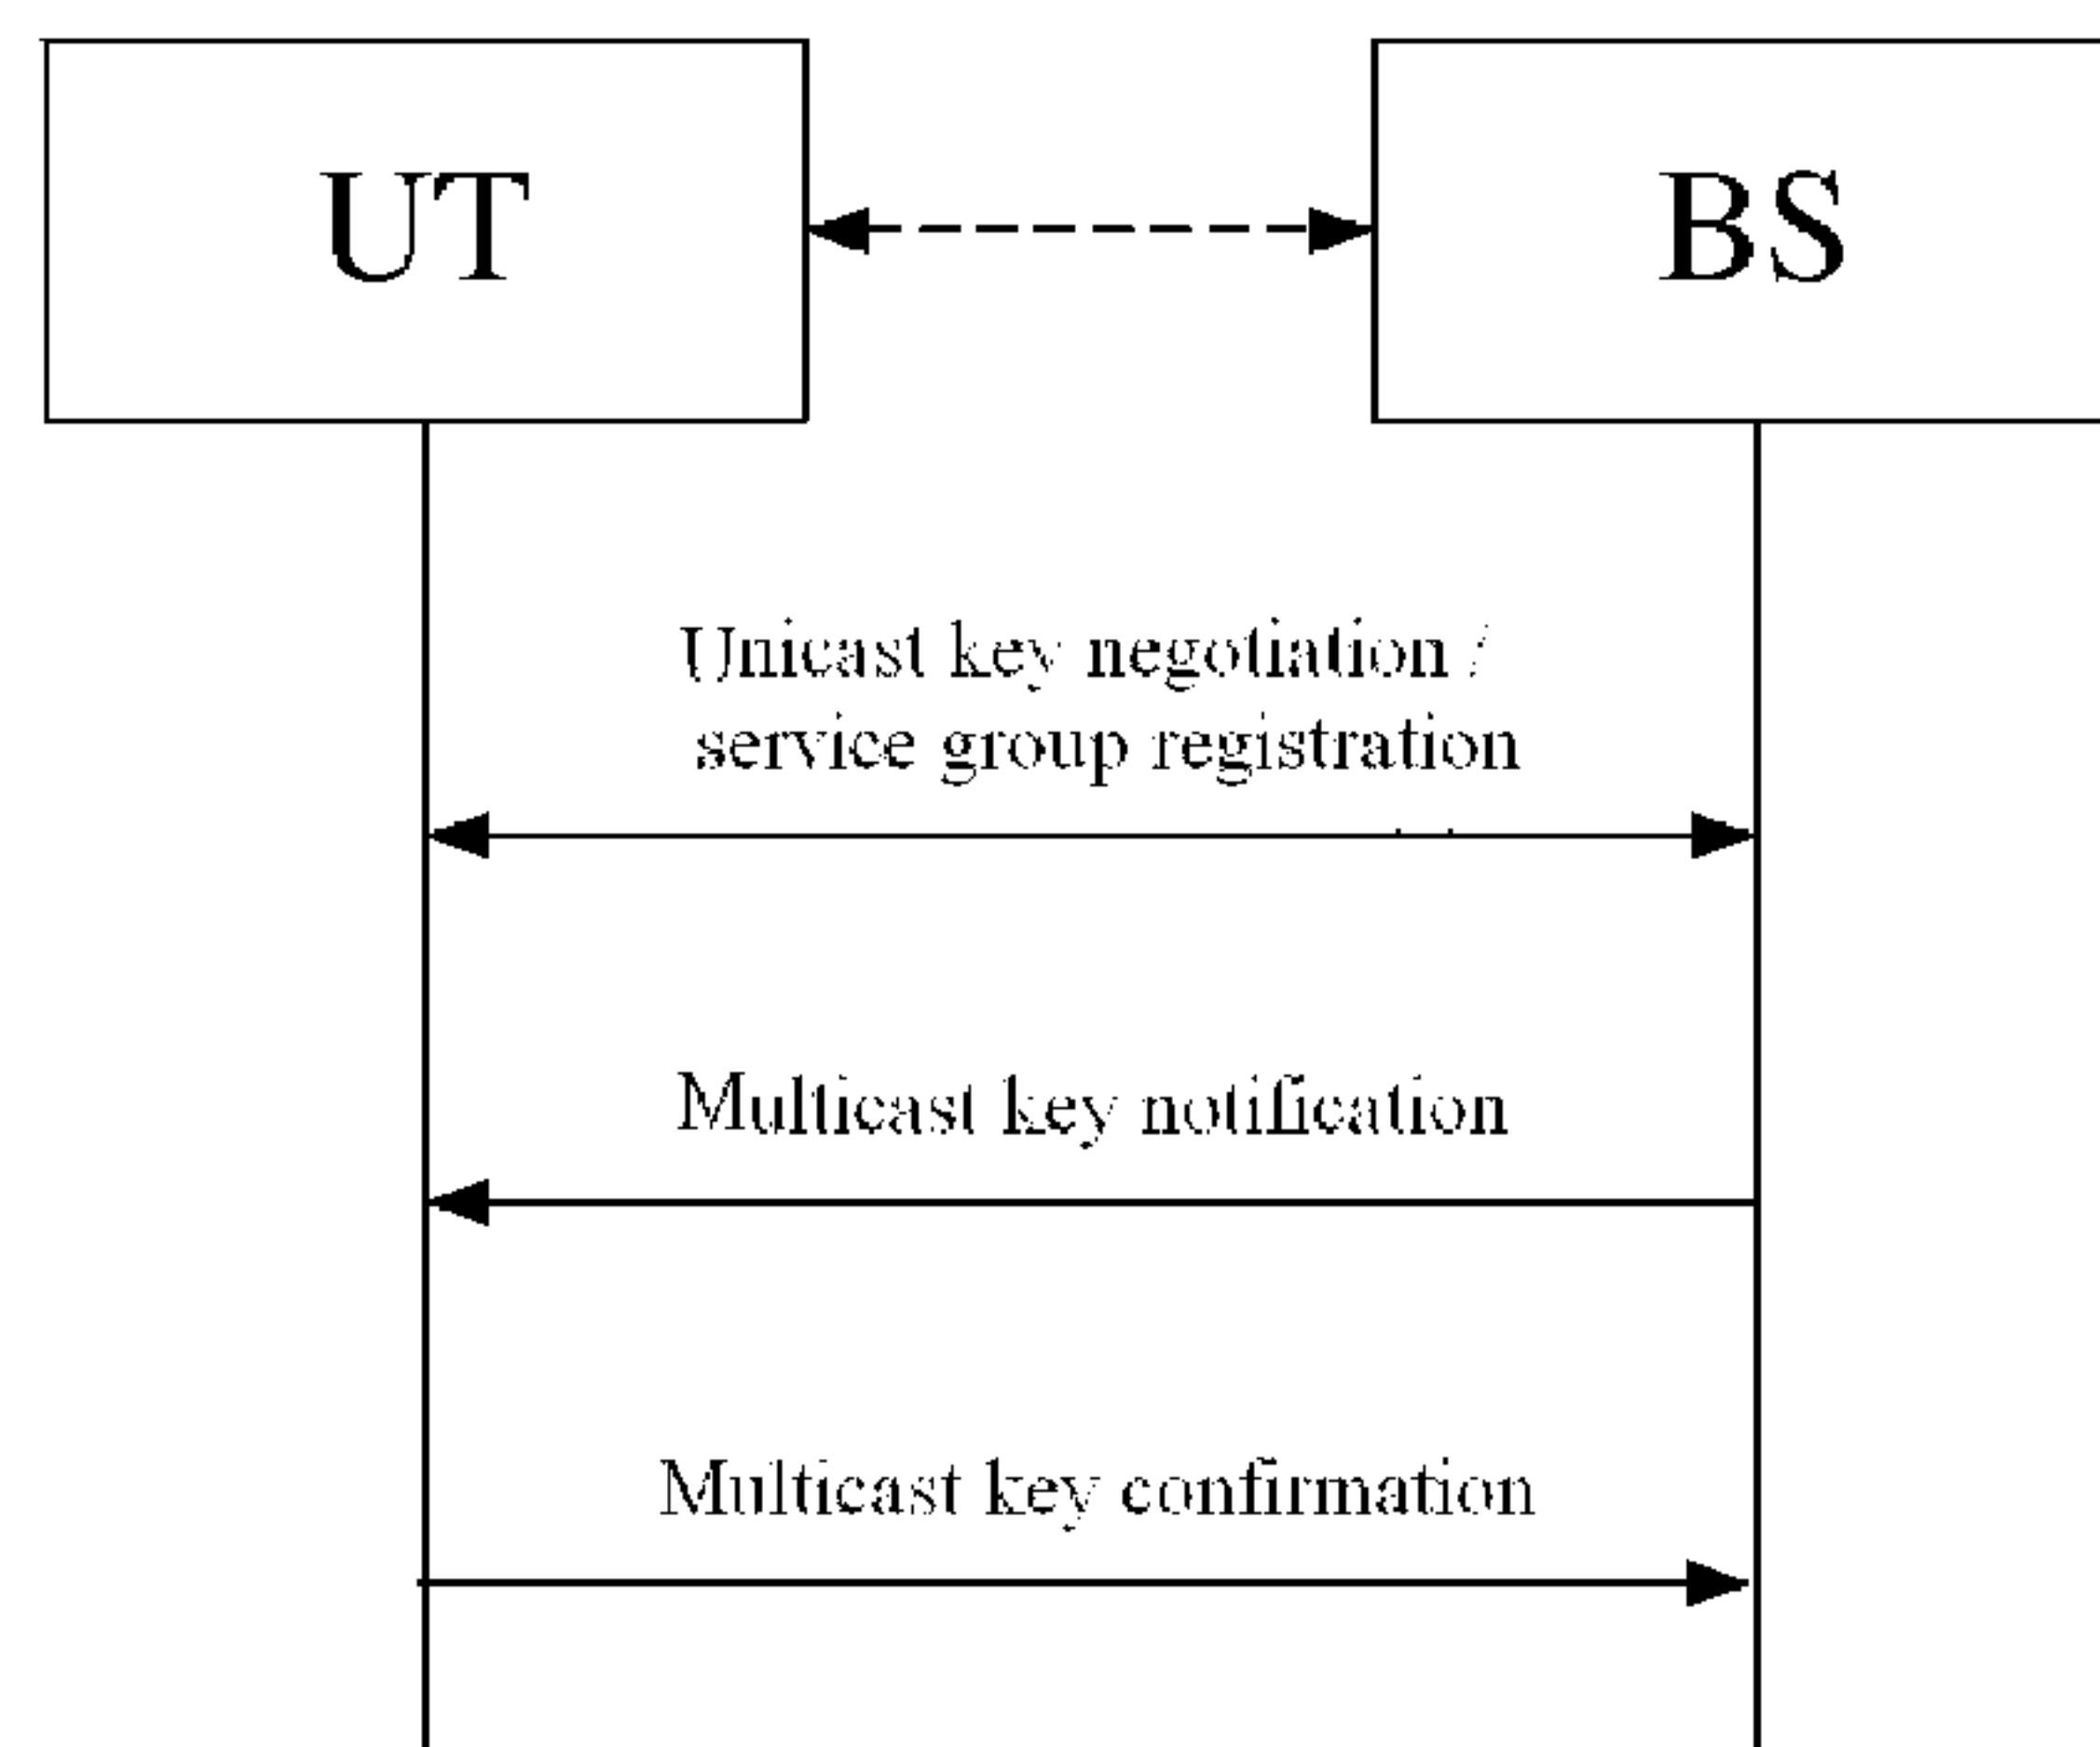 UT
BS
Unicast key negotiation /
service group registration
Multicast key notification
Multicast key confirmation